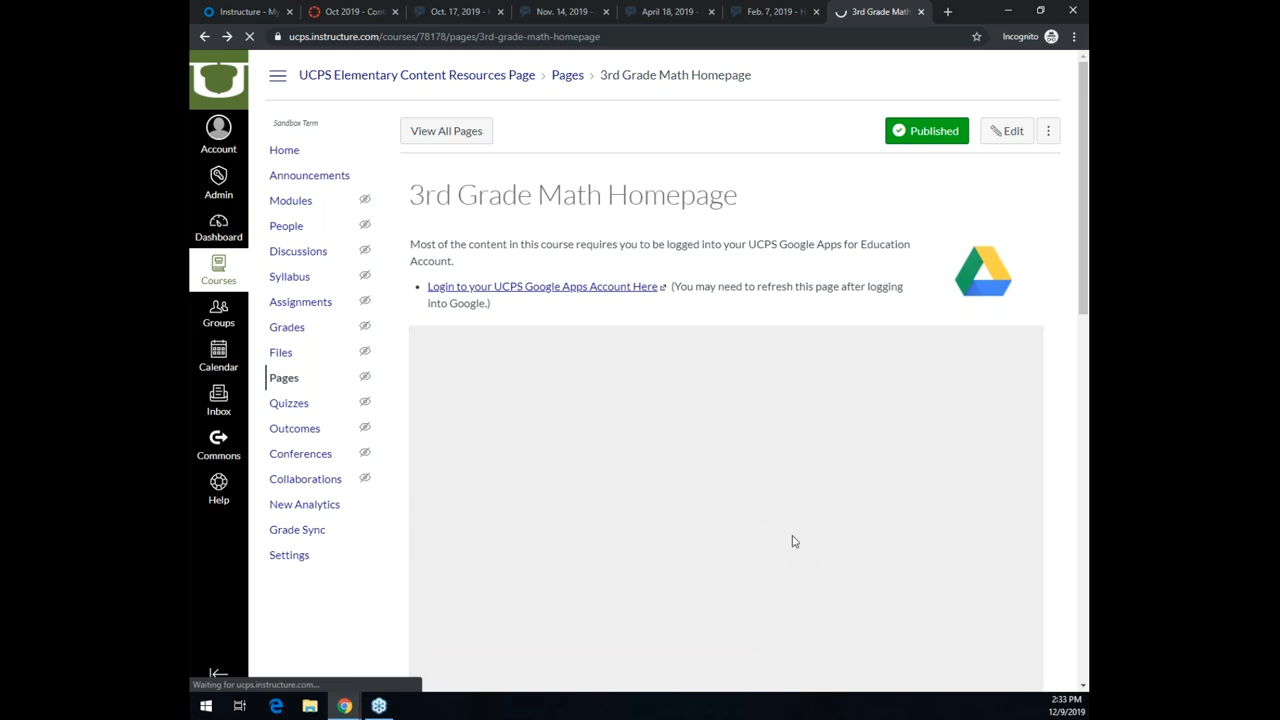 Instructure - My
Oct 2019 - Cont
Oct. 17, 2019 -
Nov. 14, 2019 -
April 18, 2019 -
Feb. 7, 2019 - H
3rd Grade Math
ucps.instructure.com/courses/78178/pages/3rd-grade-math-homepage
Incognito
UCPS Elementary Content Resources Page > Pages > 3rd Grade Math Homepage
Account
Admin
Dashboard
Courses
Groups
Calendar
Inbox
Commons
Help
Sandbox Term
Home
Announcements
Modules
People
Discussions
Syllabus
Assignments
Grades
Files
Pages
Quizzes
Outcomes
Conferences
Collaborations
New Analytics
Grade Sync
Settings
View All Pages
Published
Edit
3rd Grade Math Homepage
Most of the content in this course requires you to be logged into your UCPS Google Apps for Education
Account.
• Login to your UCPS Google Apps Account Here (You may need to refresh this page after logging
into Google.)
Waiting for ucps.instructure.com...
2:33 PM
12/9/2019